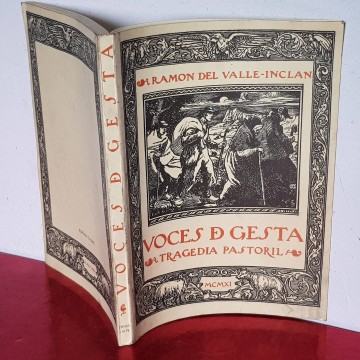 RAMON DEL VALLE-INCLAN
VOCES Ð GESTA
TRAGEDIA PASTORIL
MCMXI
VOCES Ð GESTA